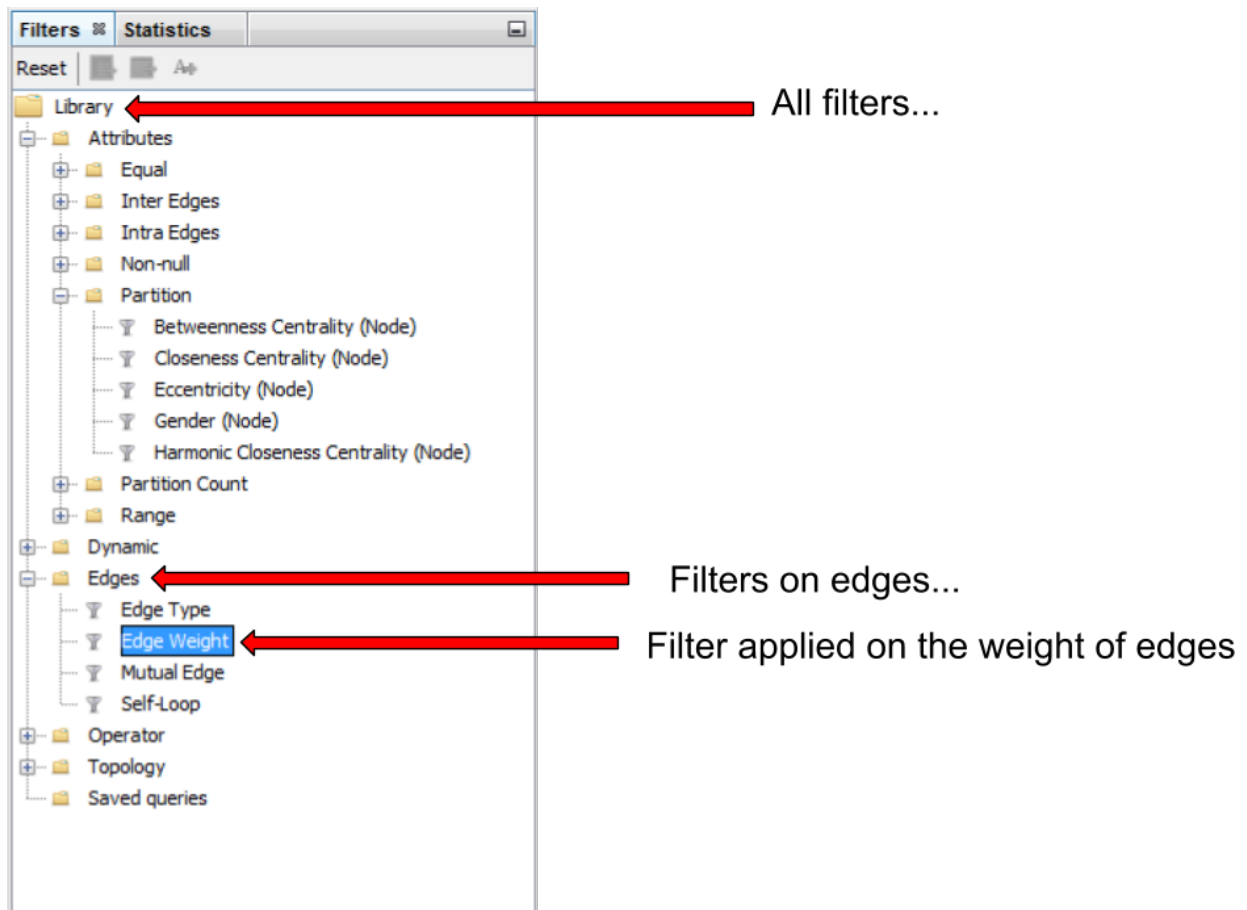 Filters Statistics
Reset
Library
All filters...
Attributes
Equal
Inter Edges
Intra Edges
Non-null
Partition
Betweenness Centrality (Node)
Closeness Centrality (Node)
Eccentricity (Node)
Gender (Node)
Harmonic Closeness Centrality (Node)
Partition Count
Range
Dynamic
Edges
Filters on edges...
Edge Type
Edge Weight
Filter applied on the weight of edges
Mutual Edge
Self-Loop
Operator
Topology
Saved queries